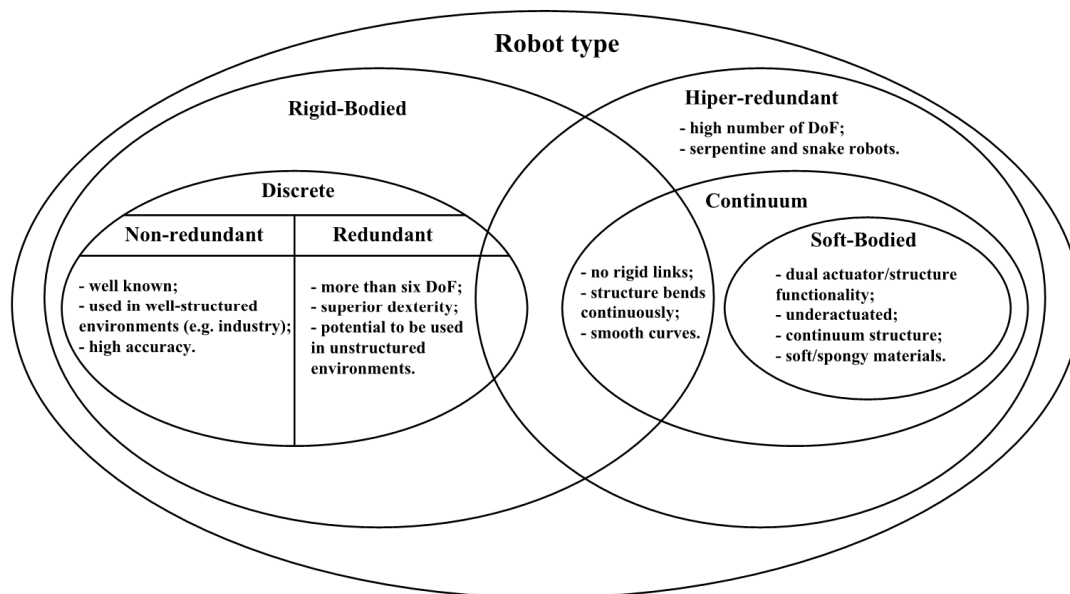 Robot type
Rigid-Bodied
Hiper-redundant
- high number of DoF;
- serpentine and snake robots.
Discrete
Non-redundant
- well known;
- used in well-structured
environments (e.g. industry);
- high accuracy.
Redundant
- more than six DoF;
- superior dexterity;
- potential to be used
in unstructured
environments.
Continuum
- no rigid links;
- structure bends
continuously;
- smooth curves.
Soft-Bodied
- dual actuator/structure
functionality;
- underactuated;
- continuum structure;
- soft/spongy materials.